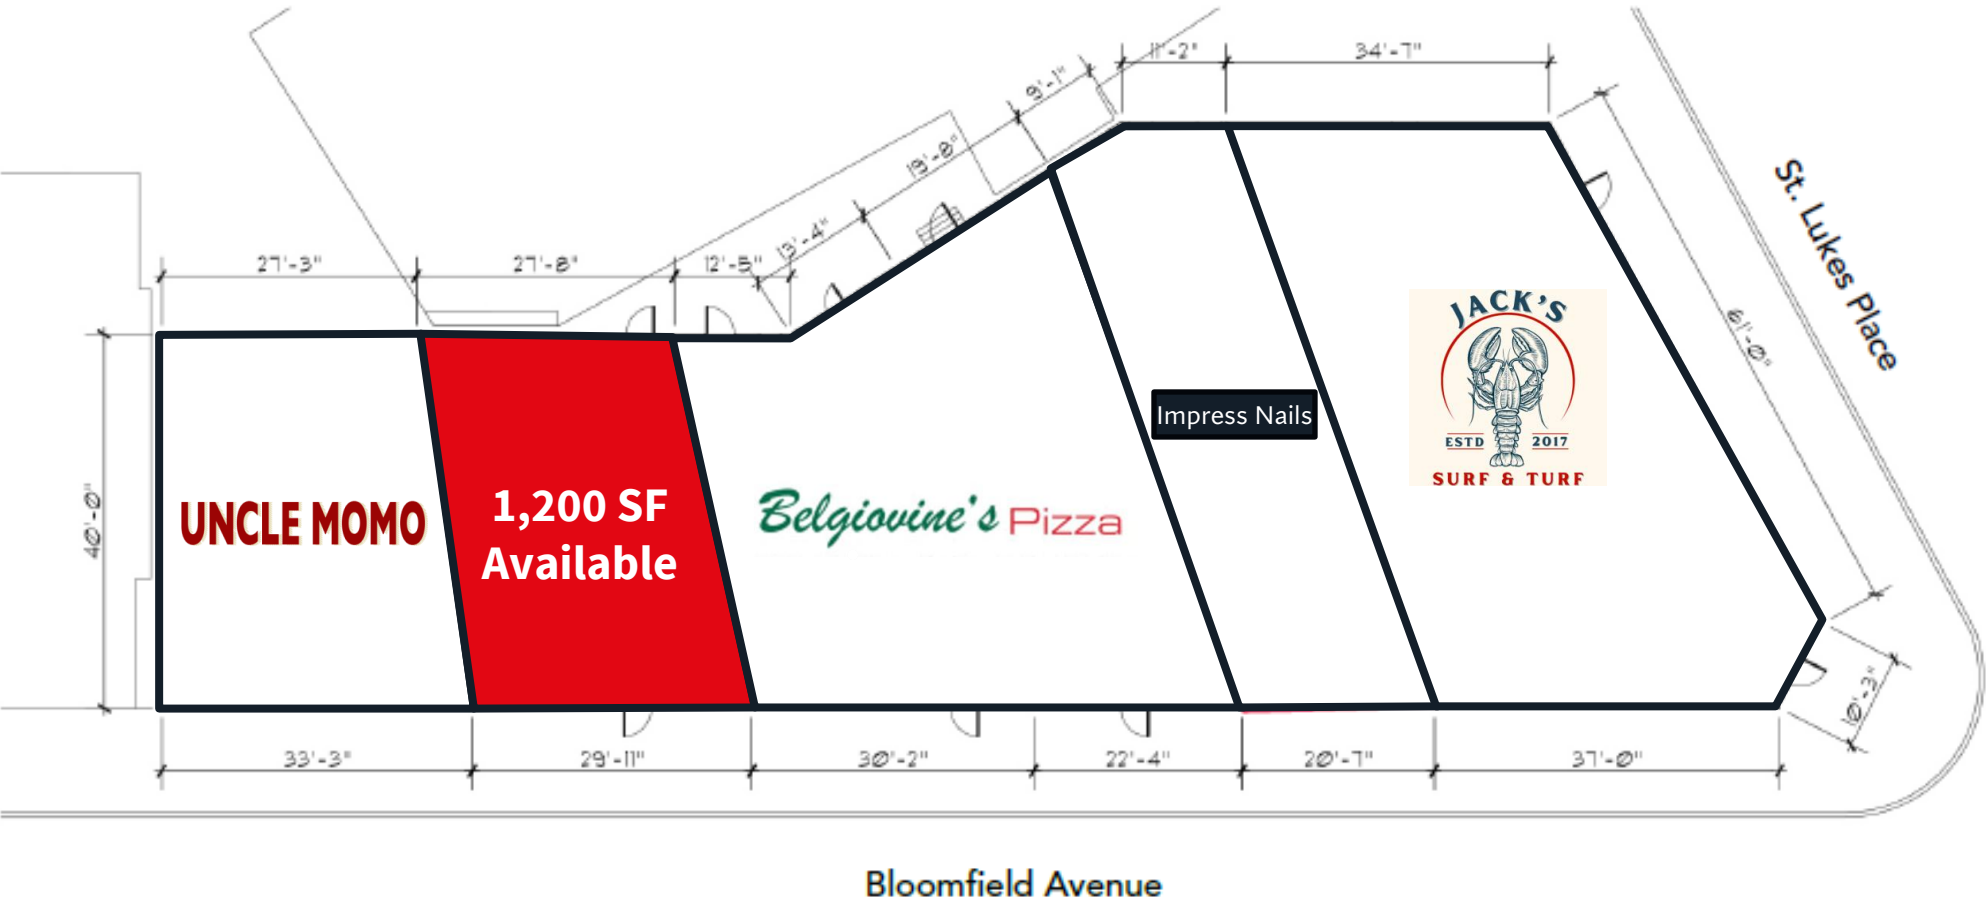 11'-2"
34'-7"
9'-1"
19'-0"
13'-4"
27'-3"
27'-8"
12'-5"
St. Lukes Place
61'-0"
JACK'S
ESTD 2017
SURF & TURF
Impress Nails
40'-0"
UNCLE MOMO
1,200 SF
Available
Belgiovine's Pizza
10'-3"
33'-3"
29'-11"
30'-2"
22'-4"
20'-7"
37'-0"
Bloomfield Avenue